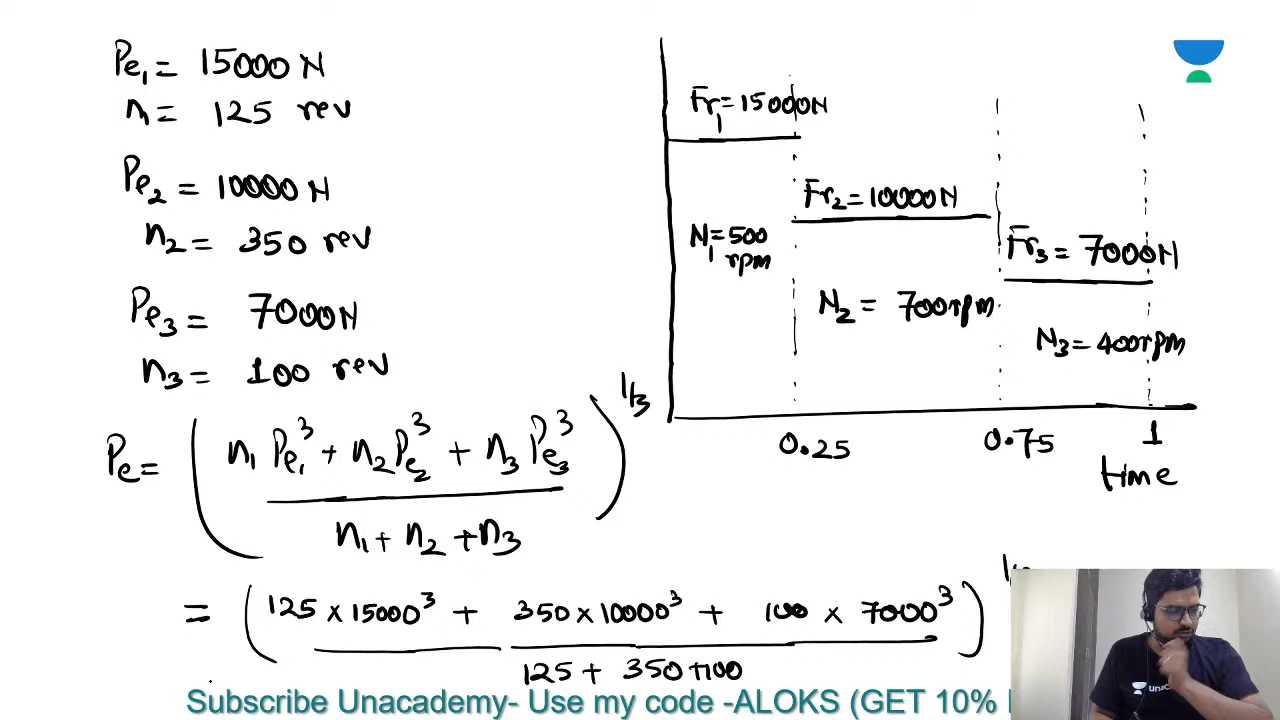 Pe1 = 15000 N
n = 125 rev
Pe2 = 10000 N
n2 = 350 rev
Pe3 = 7000N
n3 = 100 rev
Pe = ( n1 Pe1^3 + n2 Pe2^3 + n3 Pe3^3 )^1/3
n1 + n2 + n3
= ( 125 x 15000^3 + 350 x 10000^3 + 100 x 7000^3 )
125 + 350 + 100
Fr1 = 15000N
Fr2 = 10000N
Fr3 = 7000N
N1 = 500
rpm
N2 = 700rpm
N3 = 400rpm
0.25 0.75 1
time
Subscribe Unacademy- Use my code -ALOKS (GET 10%